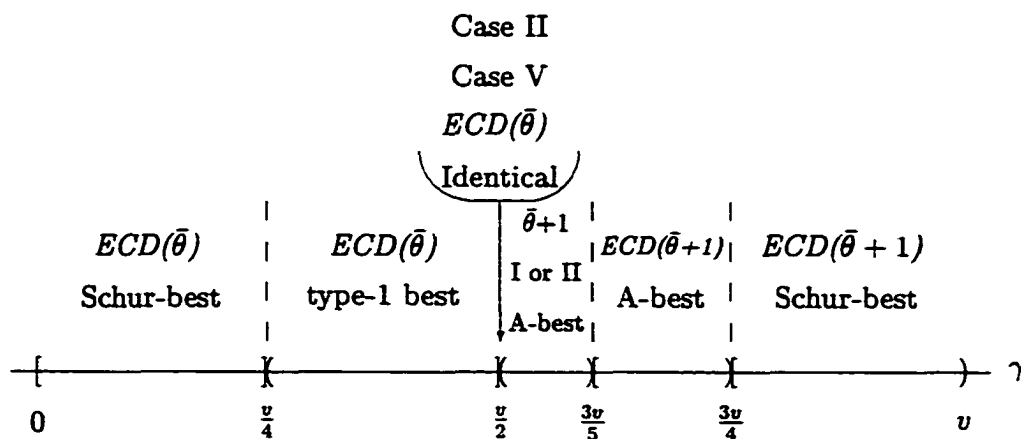 Case II
Case V
ECD(θ̄)
Identical
ECD(θ̄) ECD(θ̄) θ̄+1 ECD(θ̄+1) ECD(θ̄ + 1)
Schur-best type-1 best I or II A-best Schur-best
A-best
[ ]( ]( ]( ]( ) γ
0 v/4 v/2 3v/5 3v/4 v